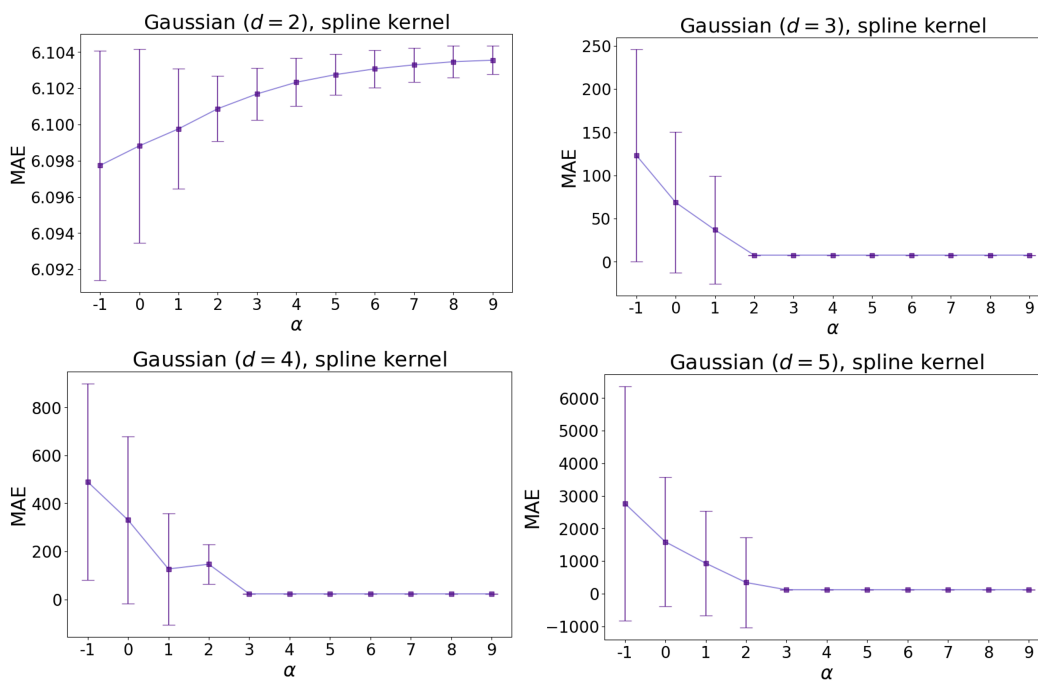 Gaussian (d = 2), spline kernel
MAE
6.104
6.102
6.100
6.098
6.096
6.094
6.092
-1 0 1 2 3 4 5 6 7 8 9
α
Gaussian (d = 3), spline kernel
MAE
250
200
150
100
50
0
-1 0 1 2 3 4 5 6 7 8 9
α
Gaussian (d = 4), spline kernel
MAE
800
600
400
200
0
-1 0 1 2 3 4 5 6 7 8 9
α
Gaussian (d = 5), spline kernel
MAE
6000
5000
4000
3000
2000
1000
0
−1000
-1 0 1 2 3 4 5 6 7 8 9
α